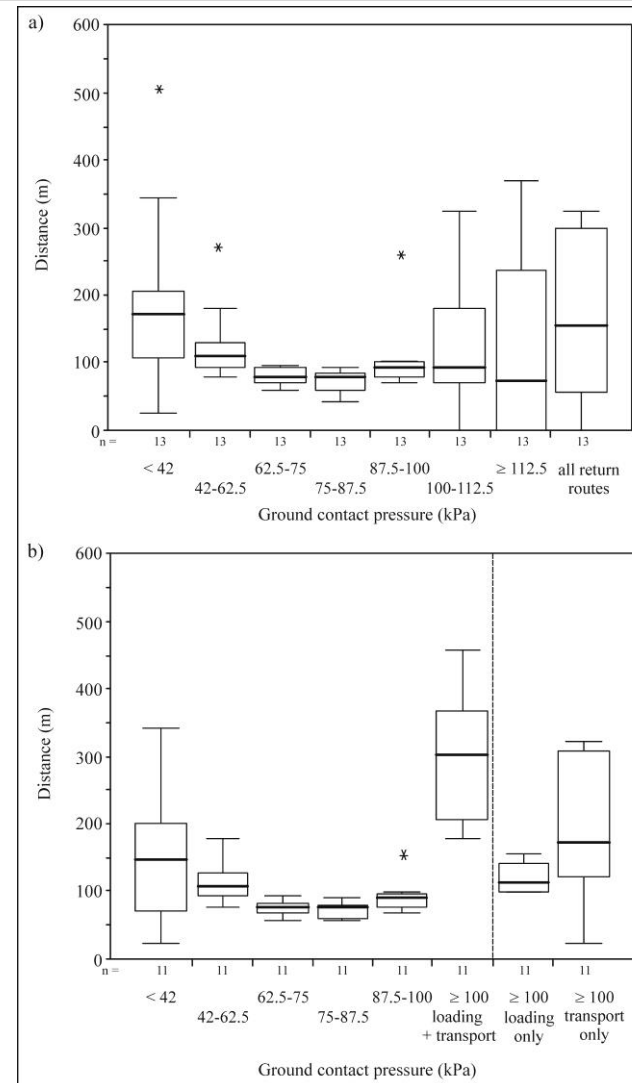 a)
600
500
400
300
200
100
0
Distance (m)
n = 13 13 13 13 13 13 13 13
< 42 62.5-75 87.5-100 ≥ 112.5 all return
42-62.5 75-87.5 100-112.5 routes
Ground contact pressure (kPa)
b)
600
500
400
300
200
100
0
Distance (m)
n = 11 11 11 11 11 11 11 11
< 42 62.5-75 87.5-100 ≥ 100 ≥ 100 ≥ 100
42-62.5 75-87.5 loading loading transport
+ transport only only
Ground contact pressure (kPa)